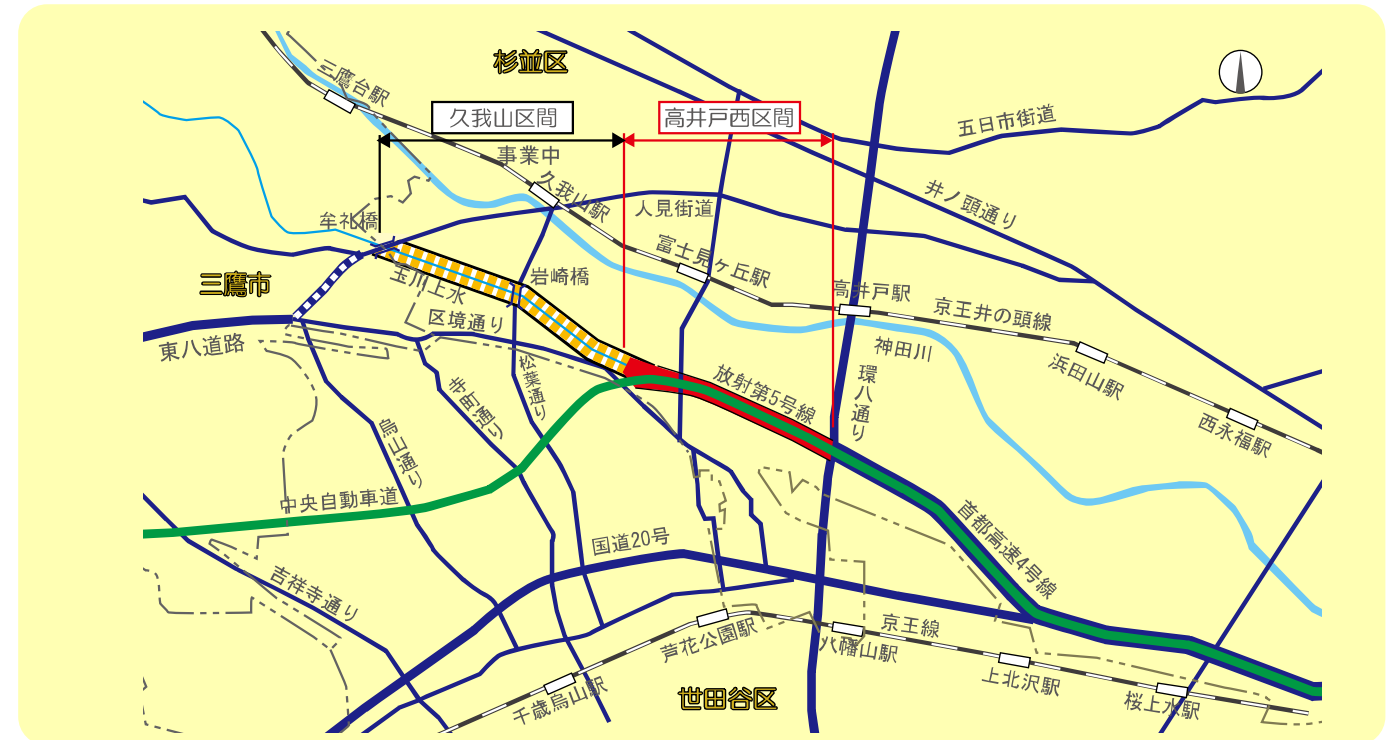 杉並区
三鷹台駅
久我山区間
高井戸西区間
五日市街道
事業中
久我山駅
井ノ頭通り
牟礼橋
人見街道
富士見ヶ丘駅
三鷹市
玉川上水
岩崎橋
高井戸駅
京王井の頭線
区境通り
東八道路
神田川
浜田山駅
松葉通り
寺町通り
放射第5号線
環八通り
西永福駅
烏山通り
中央自動車道
首都高速4号線
国道20号
吉祥寺通り
芦花公園駅
京王線
八幡山駅
上北沢駅
千歳烏山駅
世田谷区
桜上水駅